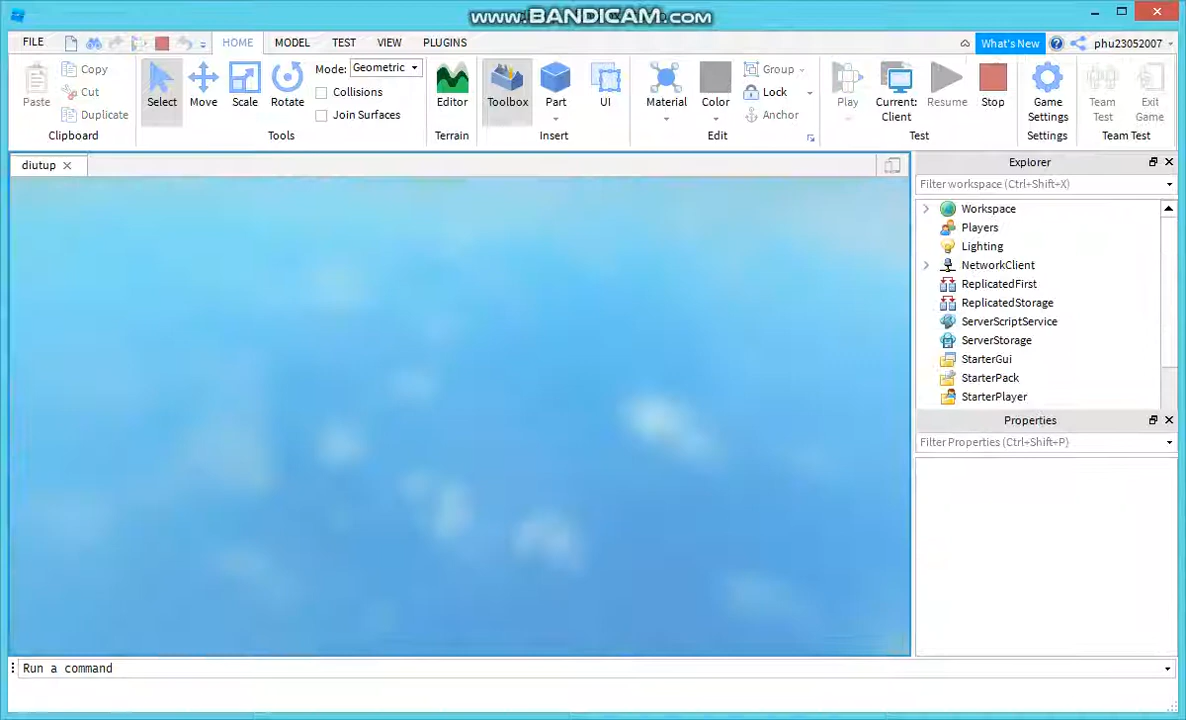 www.BANDICAM.com
FILE HOME MODEL TEST VIEW PLUGINS What's New phu23052007
Paste
Copy
Cut
Duplicate
Clipboard
Select Move Scale Rotate
Mode: Geometric
Collisions
Join Surfaces
Tools
Editor
Terrain
Toolbox Part UI
Insert
Material Color
Group
Lock
Anchor
Edit
Play
Current:
Client
Resume Stop
Test
Game
Settings
Settings
Team
Test
Exit
Game
Team Test
diutup
Explorer
Filter workspace (Ctrl+Shift+X)
Workspace
Players
Lighting
NetworkClient
ReplicatedFirst
ReplicatedStorage
ServerScriptService
ServerStorage
StarterGui
StarterPack
StarterPlayer
Properties
Filter Properties (Ctrl+Shift+P)
Run a command